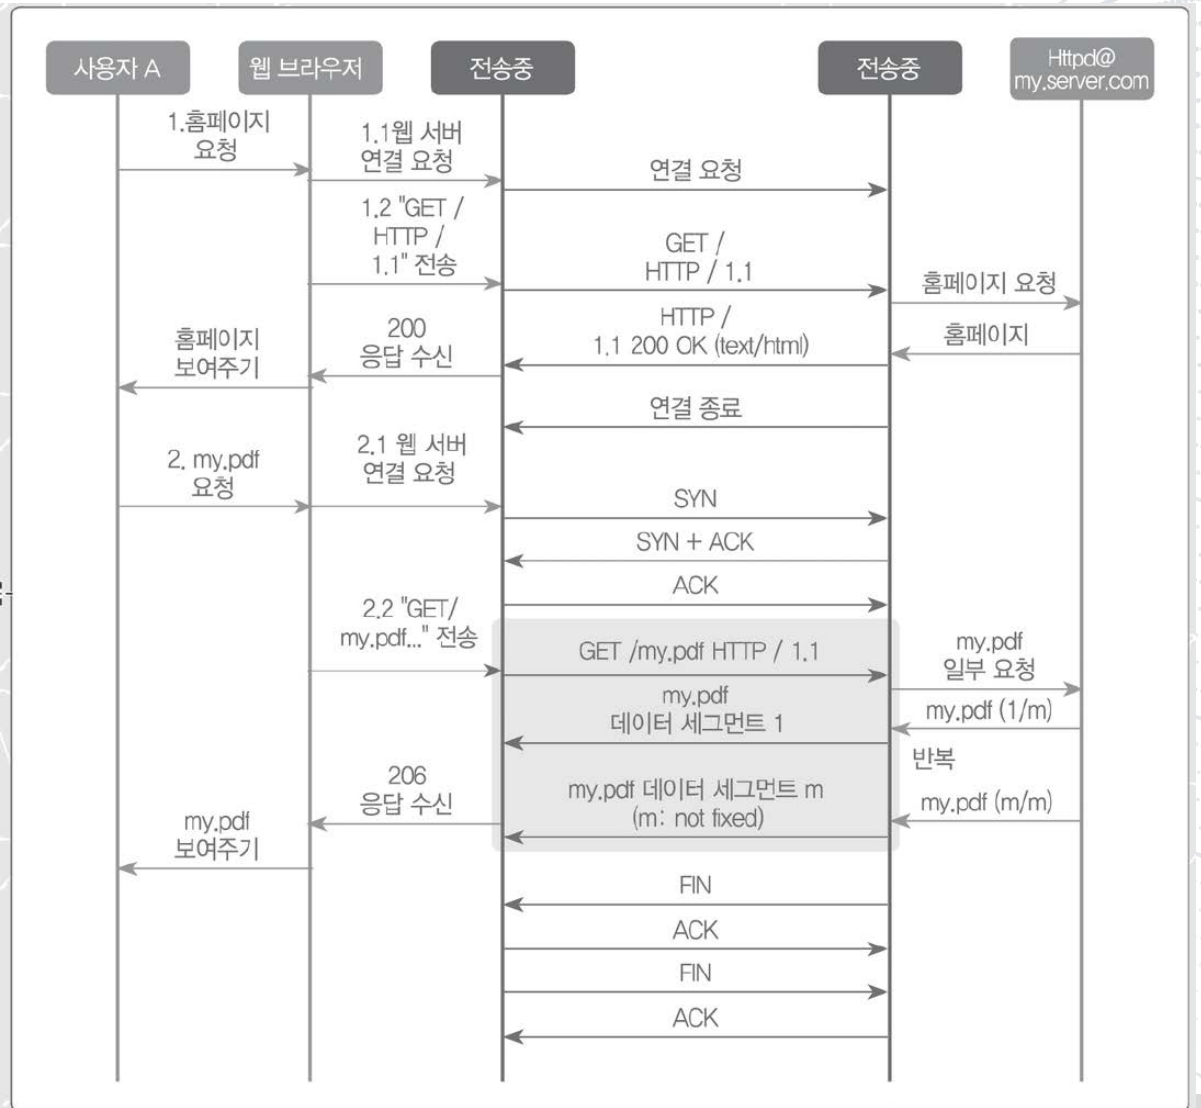 사용자 A
웹 브라우저
전송중
전송중
Httpd@
my.server.com
1.홈페이지
요청
1.1웹 서버
연결 요청
연결 요청
1.2 "GET /
HTTP /
1.1" 전송
GET /
HTTP / 1.1
홈페이지 요청
HTTP /
1.1 200 OK (text/html)
홈페이지
200
응답 수신
홈페이지
보여주기
연결 종료
2. my.pdf
요청
2.1 웹 서버
연결 요청
SYN
SYN + ACK
ACK
2.2 "GET/
my.pdf..." 전송
GET /my.pdf HTTP / 1.1
my.pdf
일부 요청
my.pdf
데이터 세그먼트 1
my.pdf (1/m)
반복
206
응답 수신
my.pdf 데이터 세그먼트 m
(m: not fixed)
my.pdf (m/m)
my.pdf
보여주기
FIN
ACK
FIN
ACK